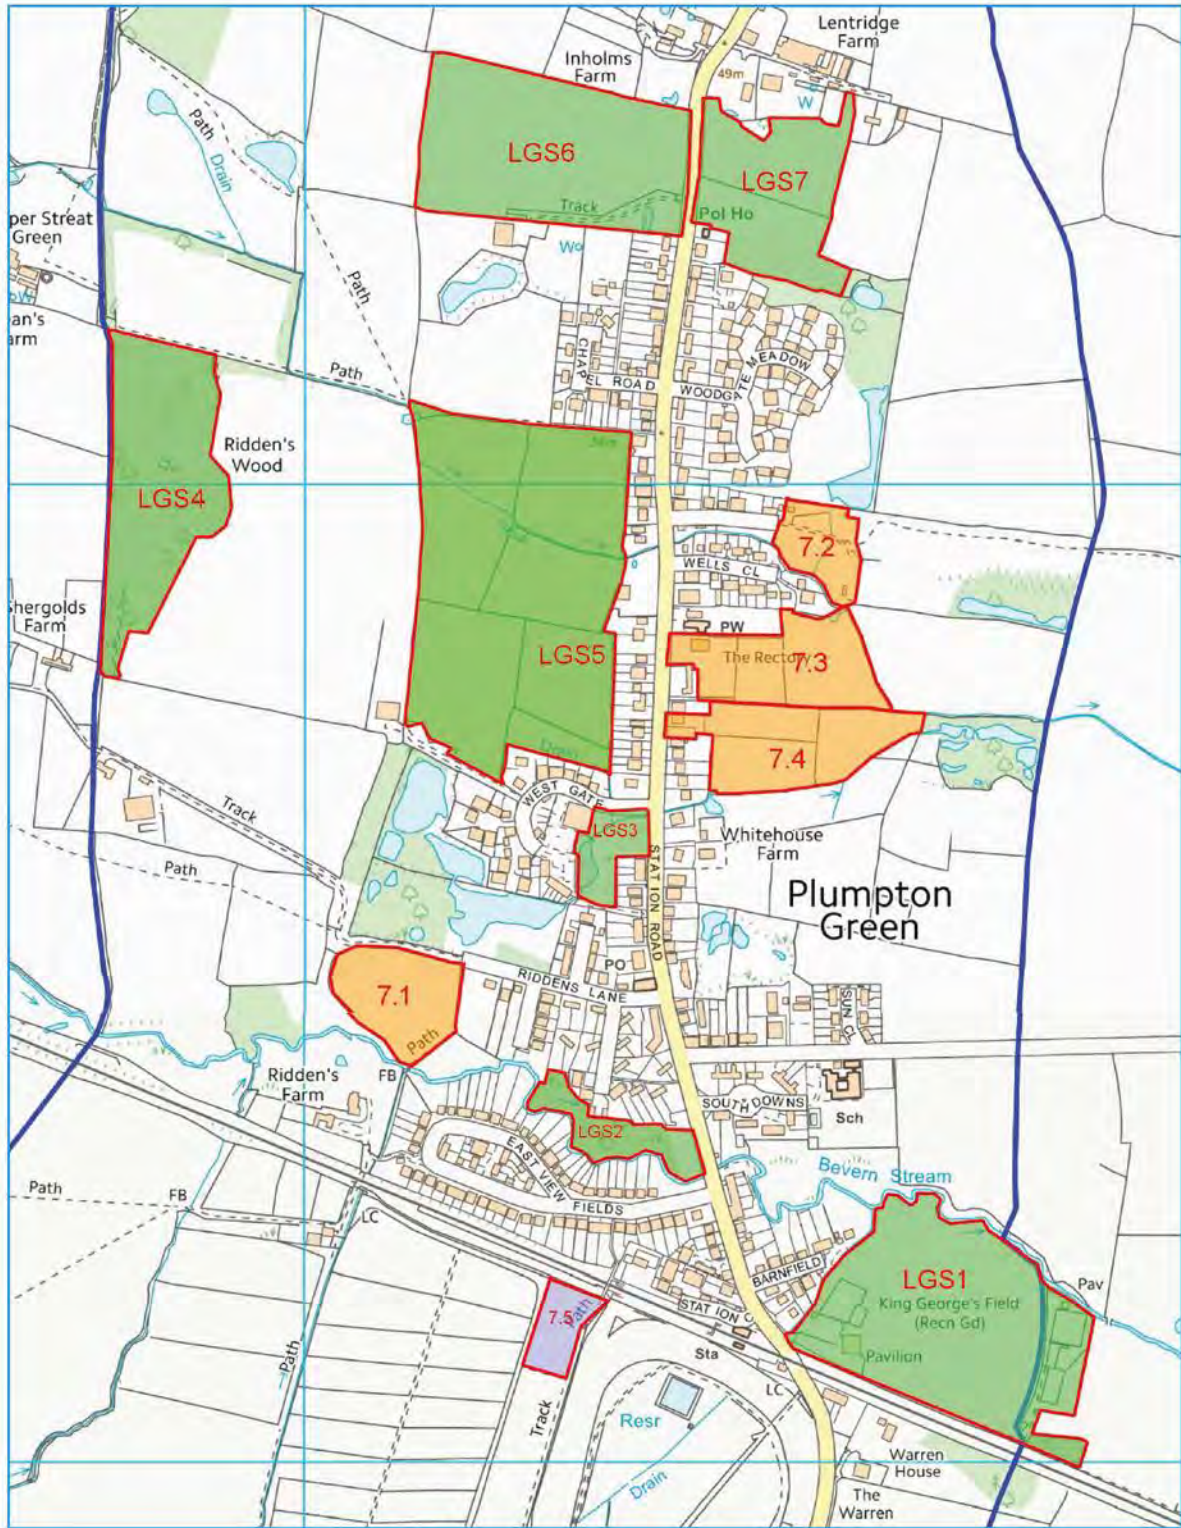 Lentridge
Farm
Inholms
Farm
49m
W
Path
Drain
LGS6
LGS7
Track
Pol Ho
per Streat
Green
W
Path
an's
arm
CHAPEL ROAD
WOODGATE MEADOW
Path
Ridden's
Wood
LGS4
7.2
WELLS CL
Shergolds
Farm
PW
LGS5
The Rectory
7.3
Drain
7.4
WEST GATE
Track
LGS3
Whitehouse
Farm
STATION ROAD
Path
Plumpton
Green
PO
RIDDENS LANE
7.1
SUN CL
Path
Ridden's
Farm
FB
SOUTHDOWNS
Sch
LGS2
EAST VIEW
FIELDS
Bevern Stream
Path
FB
LC
BARNFIELD
LGS1
Pav
King George's Field
(Recn Gd)
7.5
Path
STATION C
Pavilion
Sta
Path
LC
Track
Resr
Warren
House
Drain
The
Warren